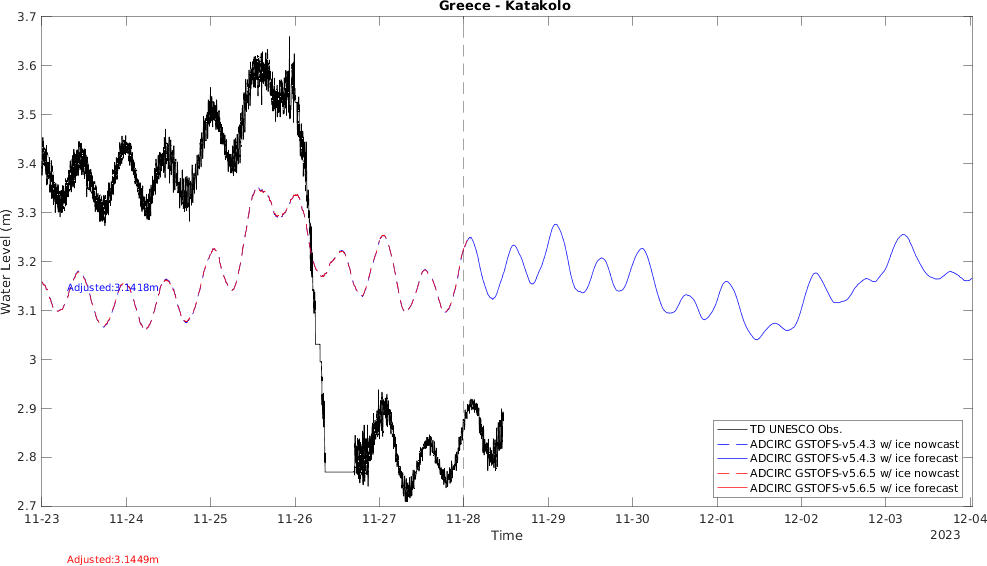 Greece - Katakolo
3.7
3.6
3.5
3.4
3.3
3.2
3.1
3
2.9
2.8
2.7
Water Level (m)
Adjusted:3.1418m
TD UNESCO Obs.
ADCIRC GSTOFS-v5.4.3 w/ ice nowcast
ADCIRC GSTOFS-v5.4.3 w/ ice forecast
ADCIRC GSTOFS-v5.6.5 w/ ice nowcast
ADCIRC GSTOFS-v5.6.5 w/ ice forecast
11-23 11-24 11-25 11-26 11-27 11-28 11-29 11-30 12-01 12-02 12-03 12-04
Time
2023
Adjusted:3.1449m